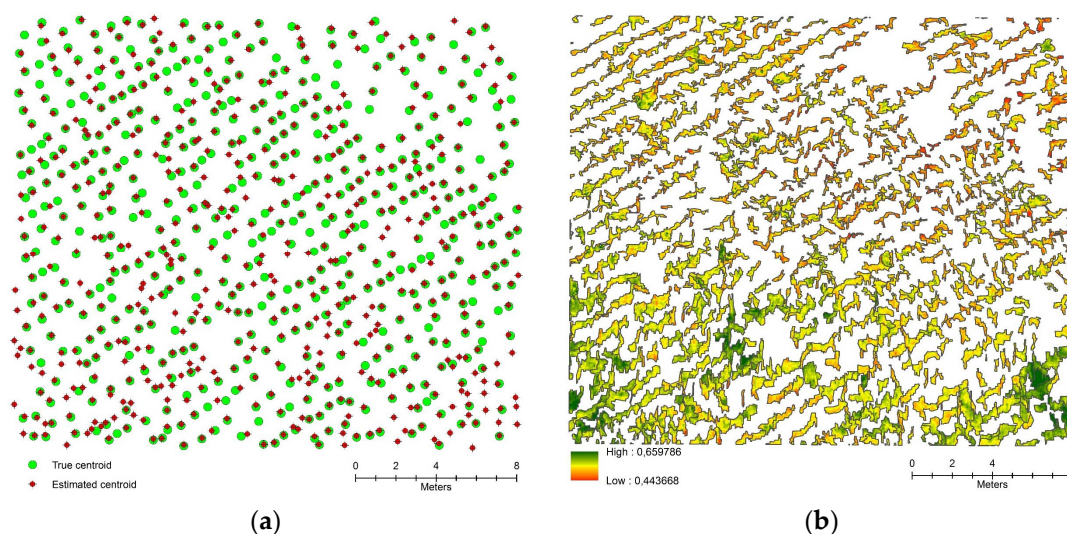 True centroid
Estimated centroid
0 2 4 8
Meters
(a)
High : 0,659786
Low : 0,443668
0 2 4
Meters
(b)